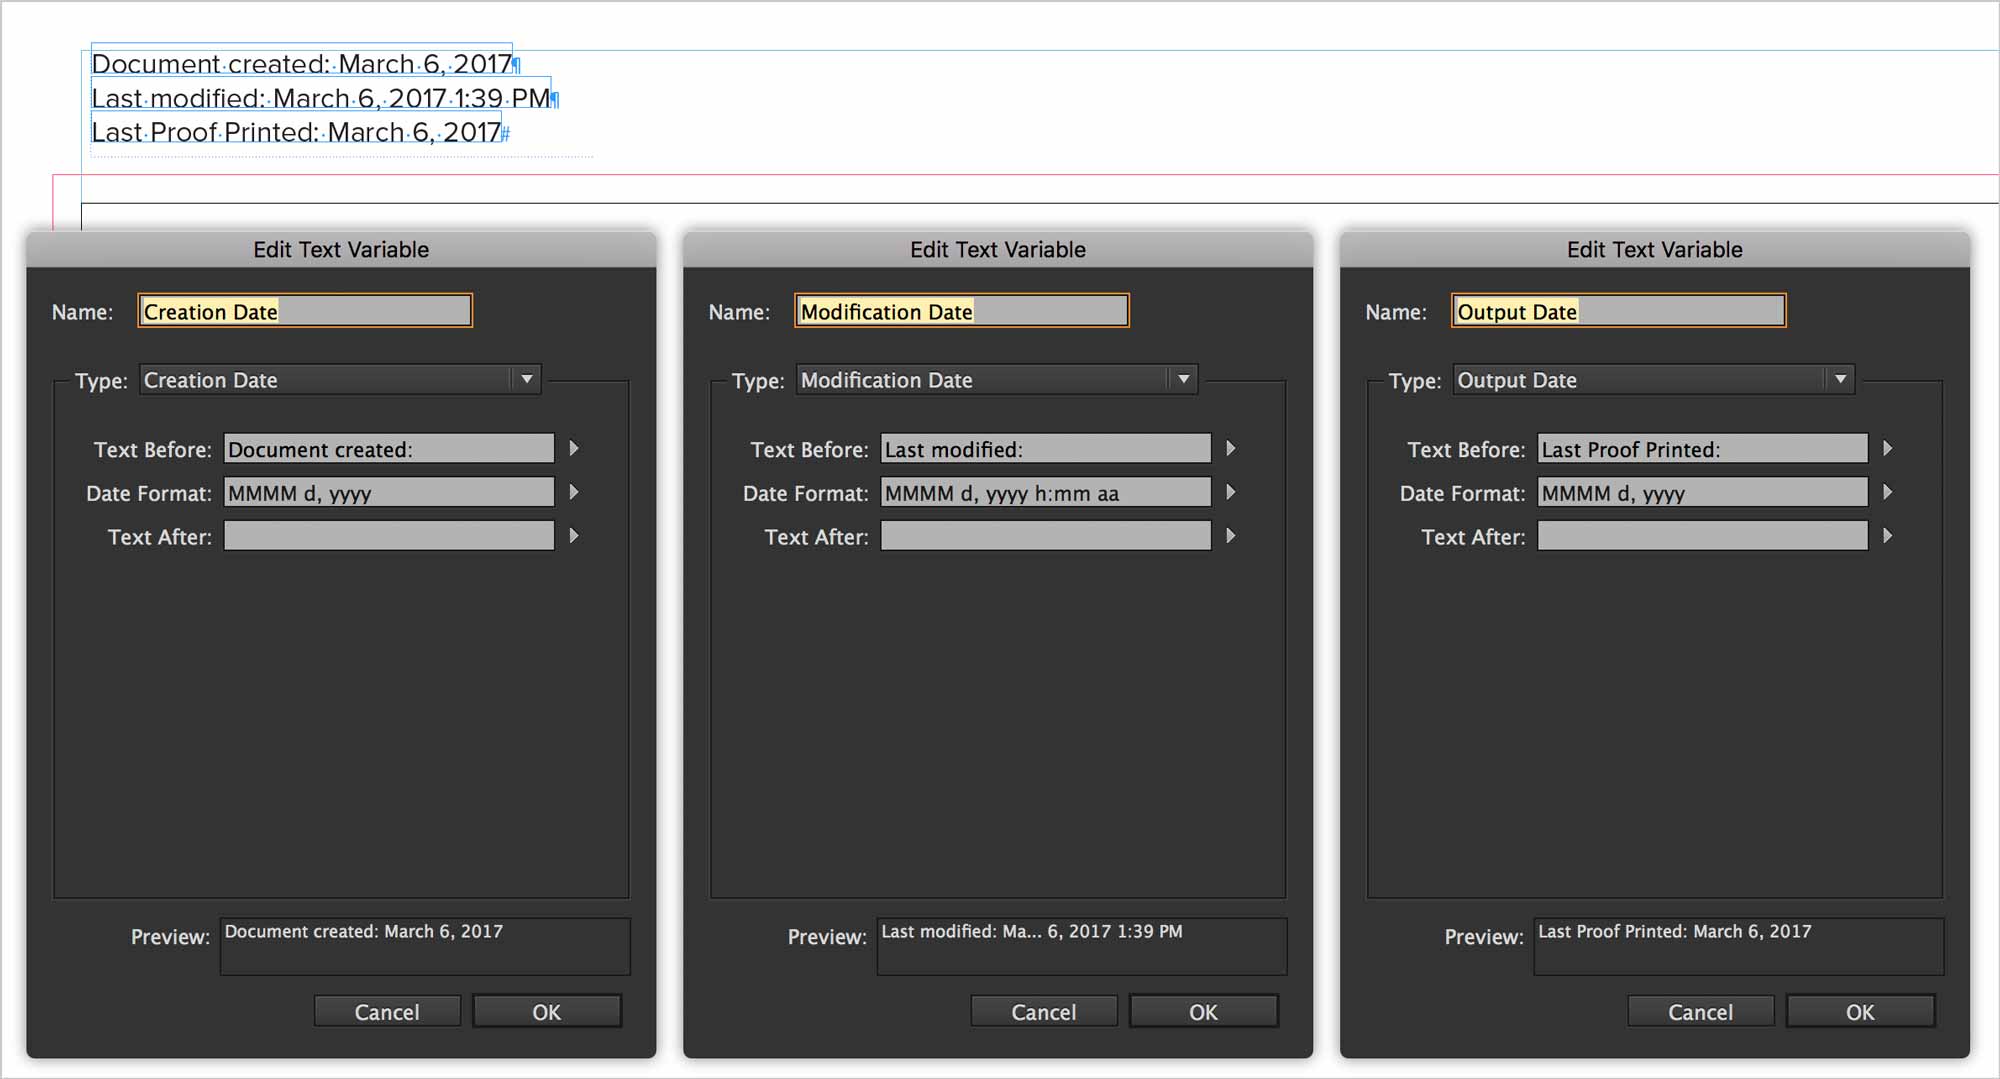 Document created: March 6, 2017¶
Last modified: March 6, 2017 1:39 PM¶
Last Proof Printed: March 6, 2017#
Edit Text Variable
Name: Creation Date
Type: Creation Date
Text Before: Document created:
Date Format: MMMM d, yyyy
Text After:
Preview: Document created: March 6, 2017
Cancel OK
Edit Text Variable
Name: Modification Date
Type: Modification Date
Text Before: Last modified:
Date Format: MMMM d, yyyy h:mm aa
Text After:
Preview: Last modified: Ma... 6, 2017 1:39 PM
Cancel OK
Edit Text Variable
Name: Output Date
Type: Output Date
Text Before: Last Proof Printed:
Date Format: MMMM d, yyyy
Text After:
Preview: Last Proof Printed: March 6, 2017
Cancel OK